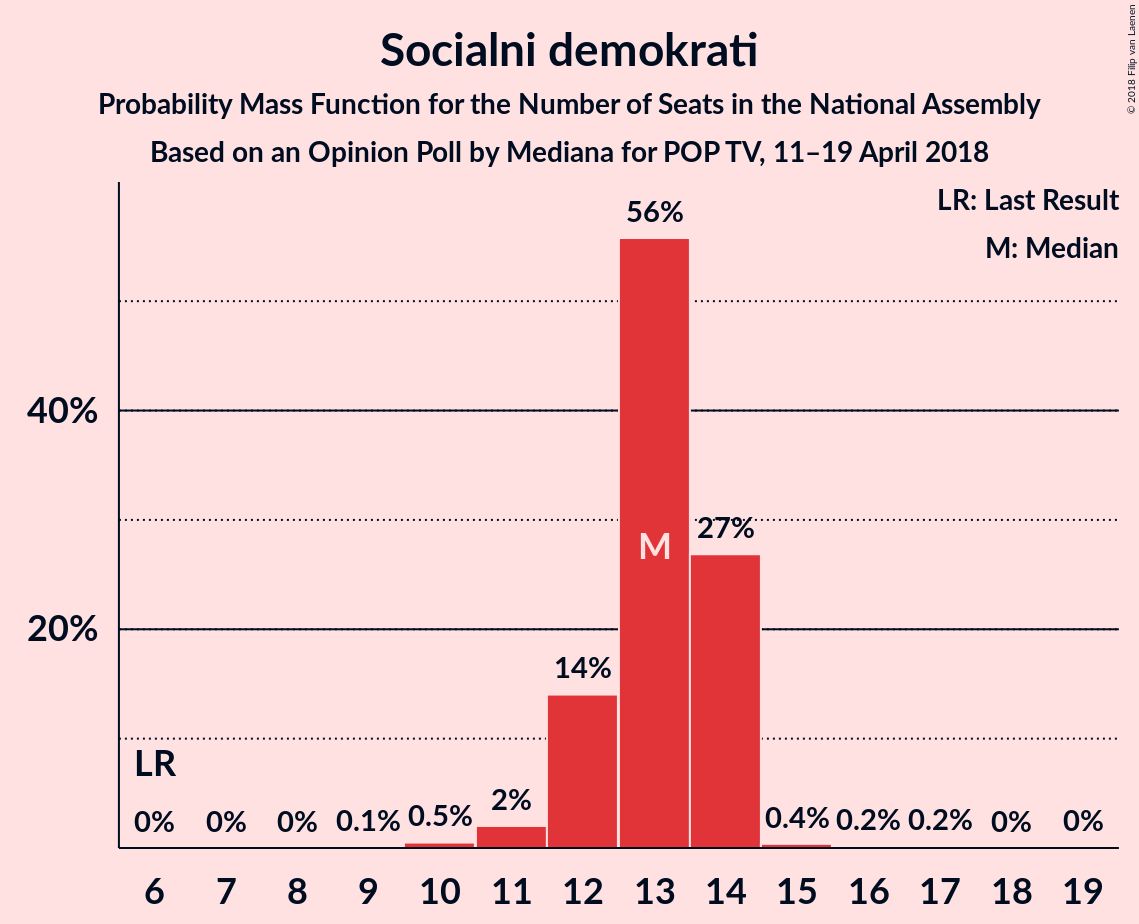 Socialni demokrati
Probability Mass Function for the Number of Seats in the National Assembly
Based on an Opinion Poll by Mediana for POP TV, 11–19 April 2018
© 2018 Filip van Laenen
LR: Last Result
M: Median
56%
40%
M
27%
20%
14%
LR
0% 0% 0% 0.1% 0.5% 2% 0.4% 0.2% 0.2% 0% 0%
6 7 8 9 10 11 12 13 14 15 16 17 18 19